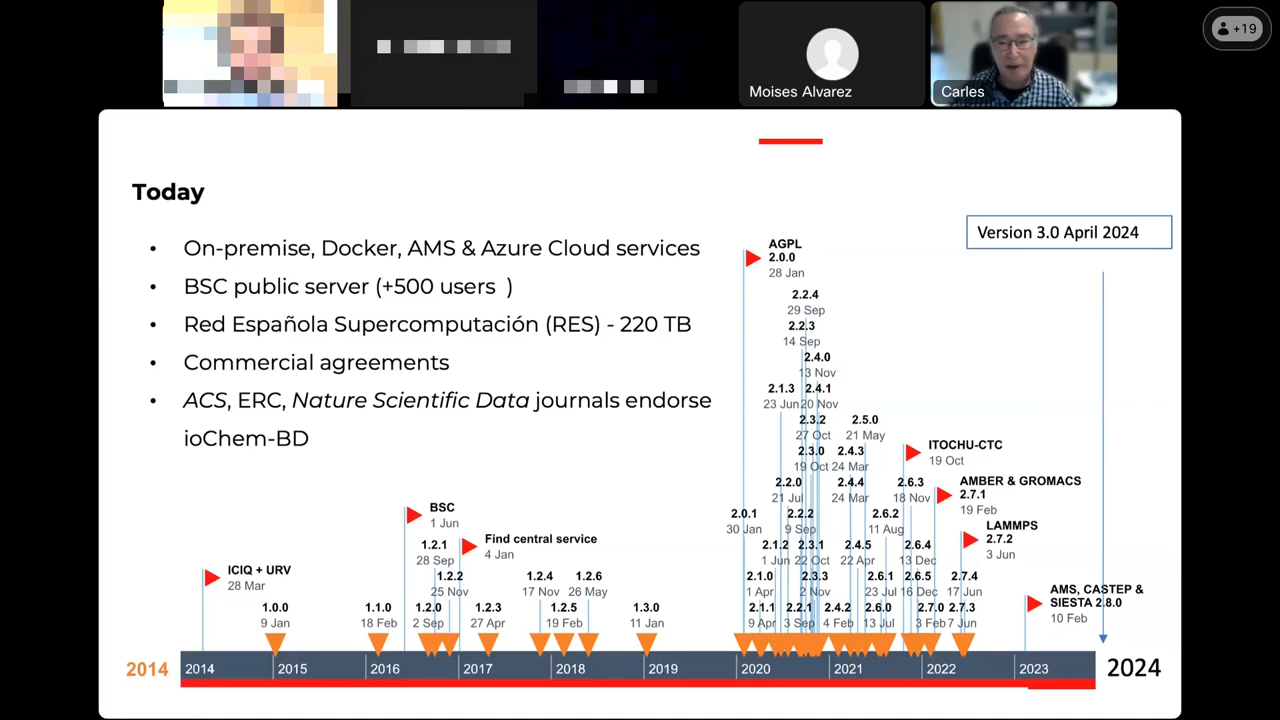 Moises Alvarez
Carles
+19
Today
• On-premise, Docker, AMS & Azure Cloud services
• BSC public server (+500 users )
• Red Española Supercomputación (RES) - 220 TB
• Commercial agreements
• ACS, ERC, Nature Scientific Data journals endorse
ioChem-BD
Version 3.0 April 2024
AGPL
2.0.0
28 Jan
2.2.4
29 Sep
2.2.3
14 Sep
2.4.0
13 Nov
2.1.3 2.4.1
23 Jun 20 Nov
2.3.2 2.5.0
27 Oct 21 May
2.3.0 2.4.3
19 Oct 24 Mar
ITOCHU-CTC
19 Oct
2.2.0 2.4.4 2.6.3
21 Jul 24 Mar 18 Nov
AMBER & GROMACS
2.7.1
19 Feb
BSC
1 Jun
2.0.1 2.2.2 2.6.2
30 Jan 9 Sep 11 Aug
LAMMPS
2.7.2
3 Jun
Find central service
4 Jan
1.2.1 2.1.2 2.3.1 2.4.5 2.6.4
28 Sep 1 Jun 22 Oct 22 Apr 13 Dec
ICIQ + URV
28 Mar
1.2.2 1.2.4 1.2.6 2.1.0 2.3.3 2.6.1 2.6.5 2.7.4
25 Nov 17 Nov 26 May 1 Apr 2 Nov 23 Jul 16 Dec 17 Jun
AMS, CASTEP &
SIESTA 2.8.0
10 Feb
1.0.0 1.1.0 1.2.0 1.2.3 1.2.5 1.3.0 2.1.1 2.2.1 2.4.2 2.6.0 2.7.0 2.7.3
9 Jan 18 Feb 2 Sep 27 Apr 19 Feb 11 Jan 9 Apr 3 Sep 4 Feb 13 Jul 3 Feb 7 Jun
2014 2014 2015 2016 2017 2018 2019 2020 2021 2022 2023 2024